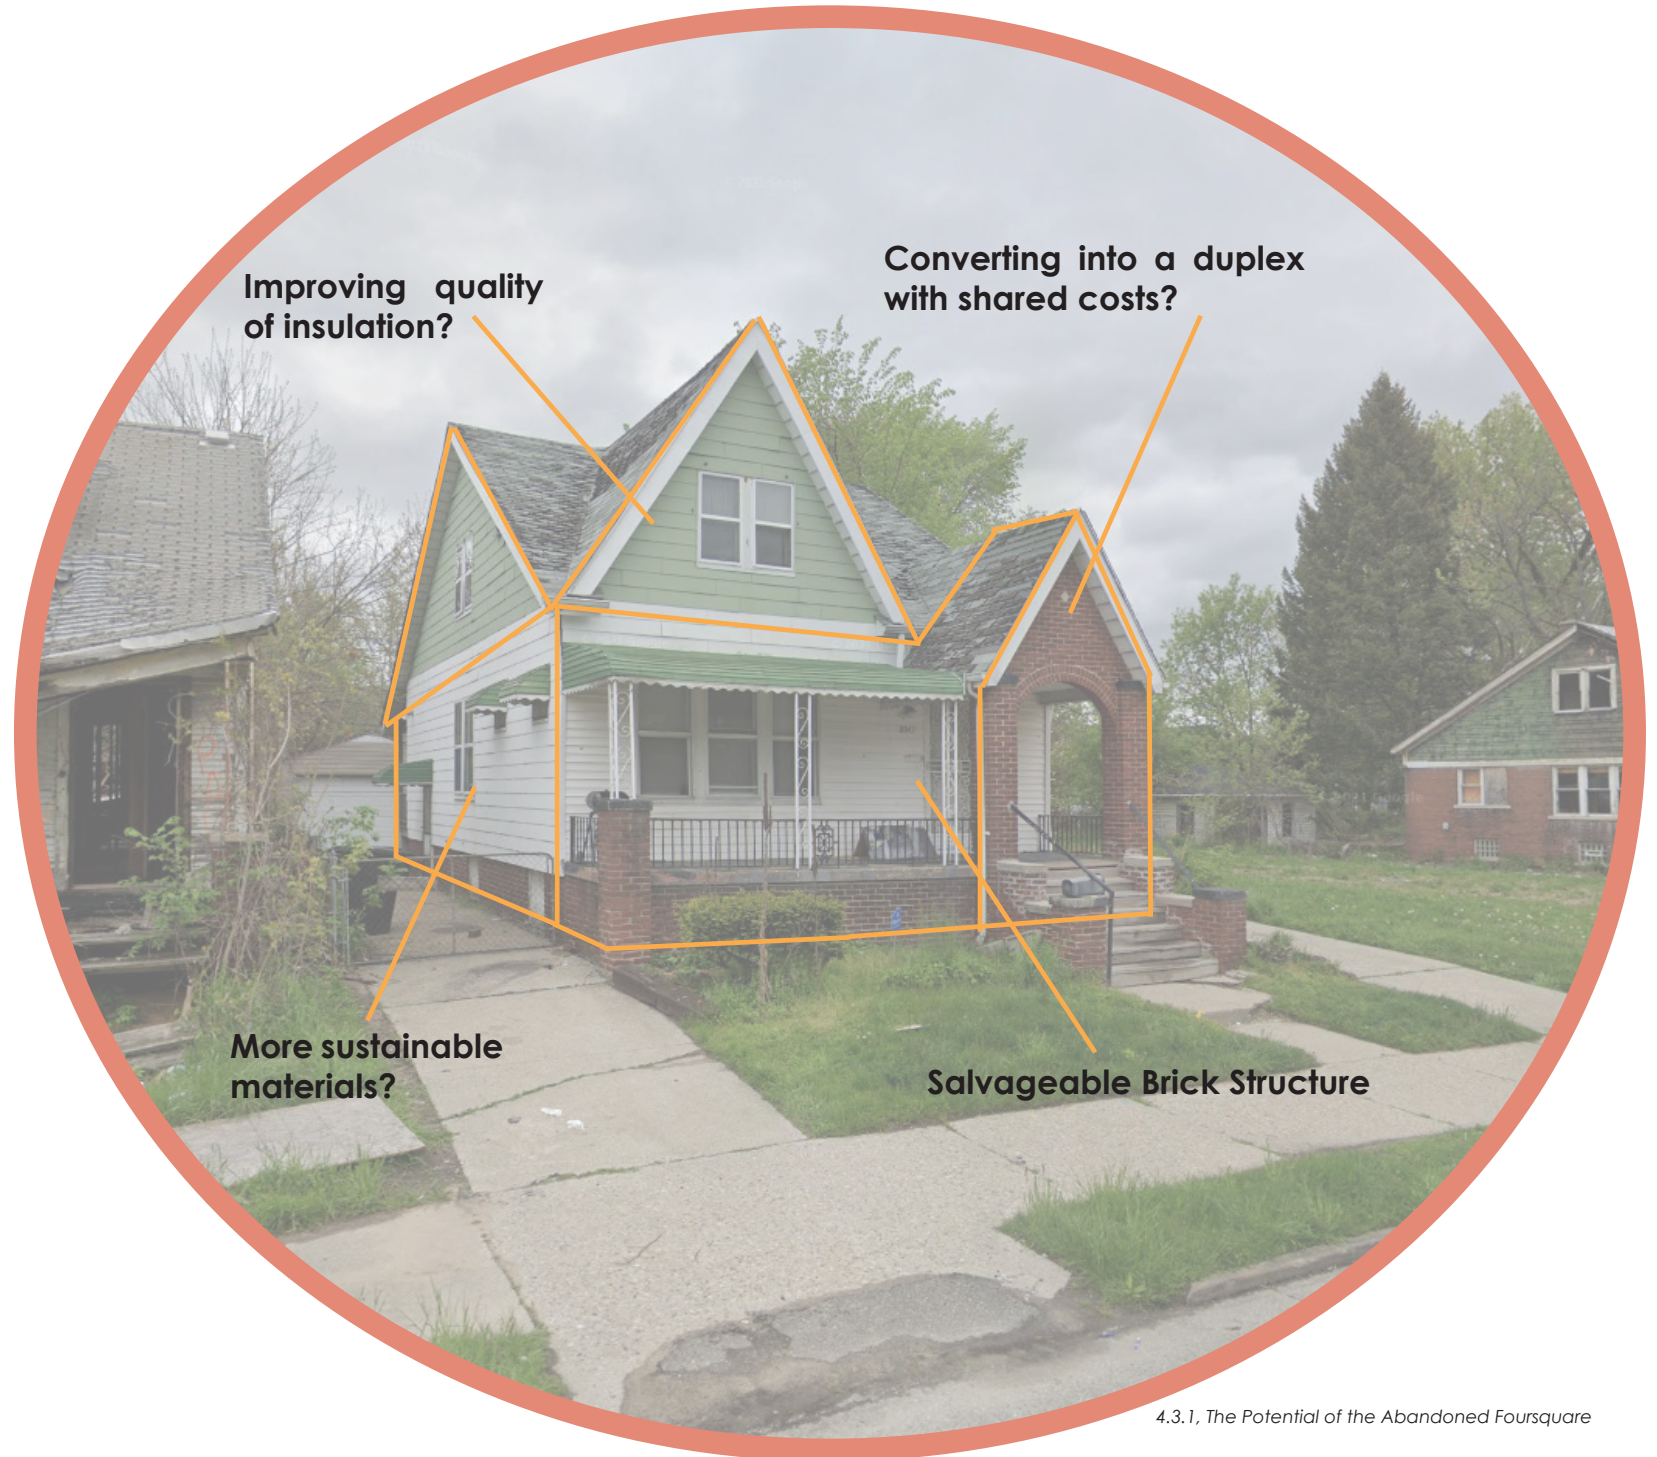 Improving quality
of insulation?
Converting into a duplex
with shared costs?
More sustainable
materials?
Salvageable Brick Structure
4.3.1, The Potential of the Abandoned Foursquare